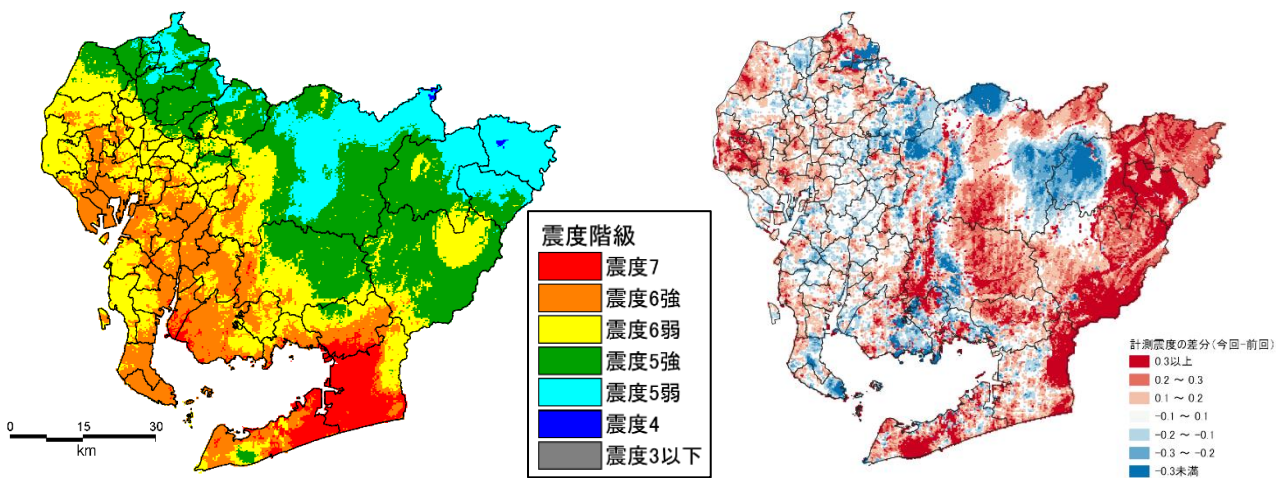 震度階級
震度7
震度6強
震度6弱
震度5強
震度5弱
震度4
震度3以下
0 15 30
km
計測震度の差分(今回-前回)
0.3以上
0.2 ～ 0.3
0.1 ～ 0.2
-0.1 ～ 0.1
-0.2 ～ -0.1
-0.3 ～ -0.2
-0.3未満